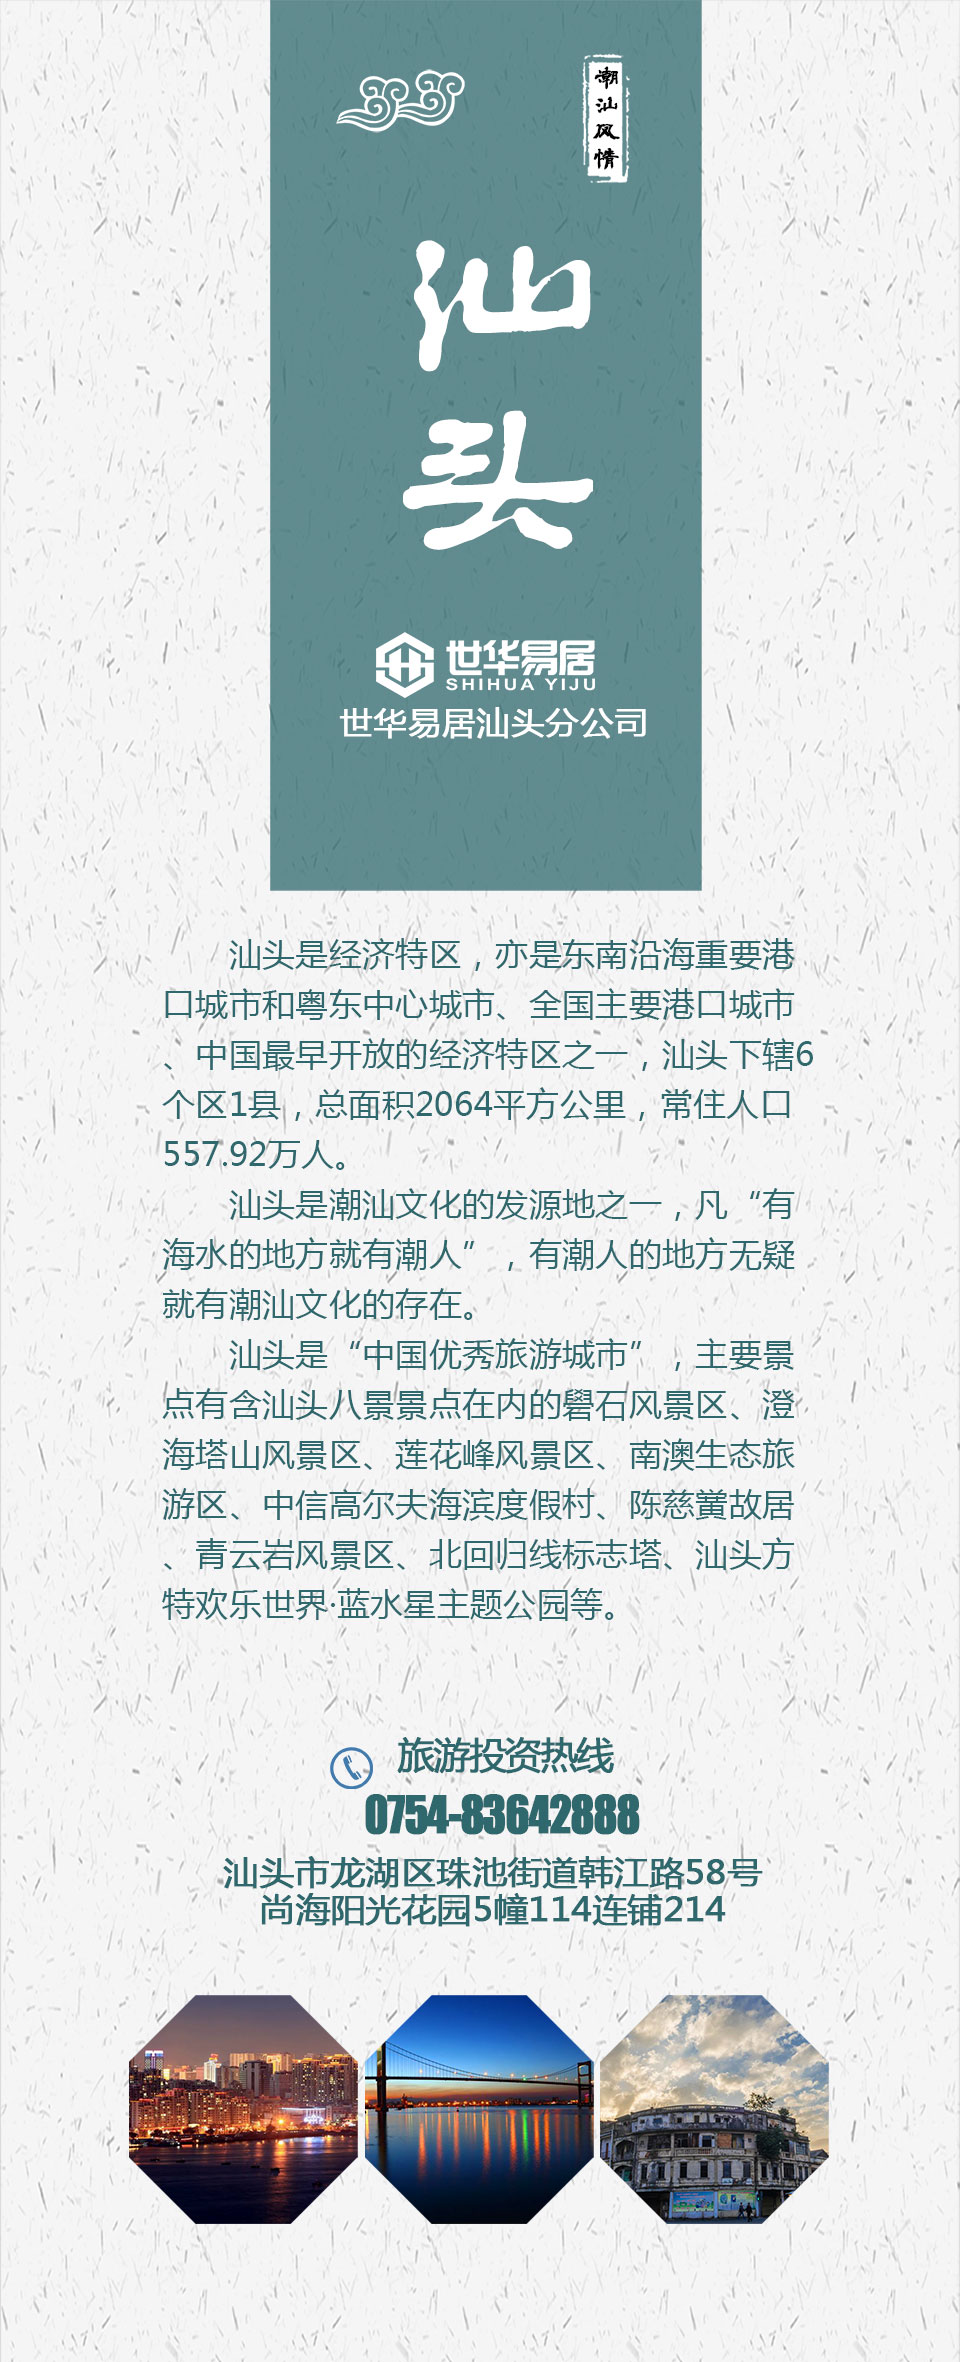 潮汕风情
汕头
世华易居
SHIHUA YIJU
世华易居汕头分公司
汕头是经济特区，亦是东南沿海重要港
口城市和粤东中心城市、全国主要港口城市
、中国最早开放的经济特区之一，汕头下辖6
个区1县，总面积2064平方公里，常住人口
557.92万人。
汕头是潮汕文化的发源地之一，凡“有
海水的地方就有潮人”，有潮人的地方无疑
就有潮汕文化的存在。
汕头是“中国优秀旅游城市”，主要景
点有含汕头八景景点在内的礐石风景区、澄
海塔山风景区、莲花峰风景区、南澳生态旅
游区、中信高尔夫海滨度假村、陈慈黉故居
、青云岩风景区、北回归线标志塔、汕头方
特欢乐世界·蓝水星主题公园等。
旅游投资热线
0754-83642888
汕头市龙湖区珠池街道韩江路58号
尚海阳光花园5幢114连铺214